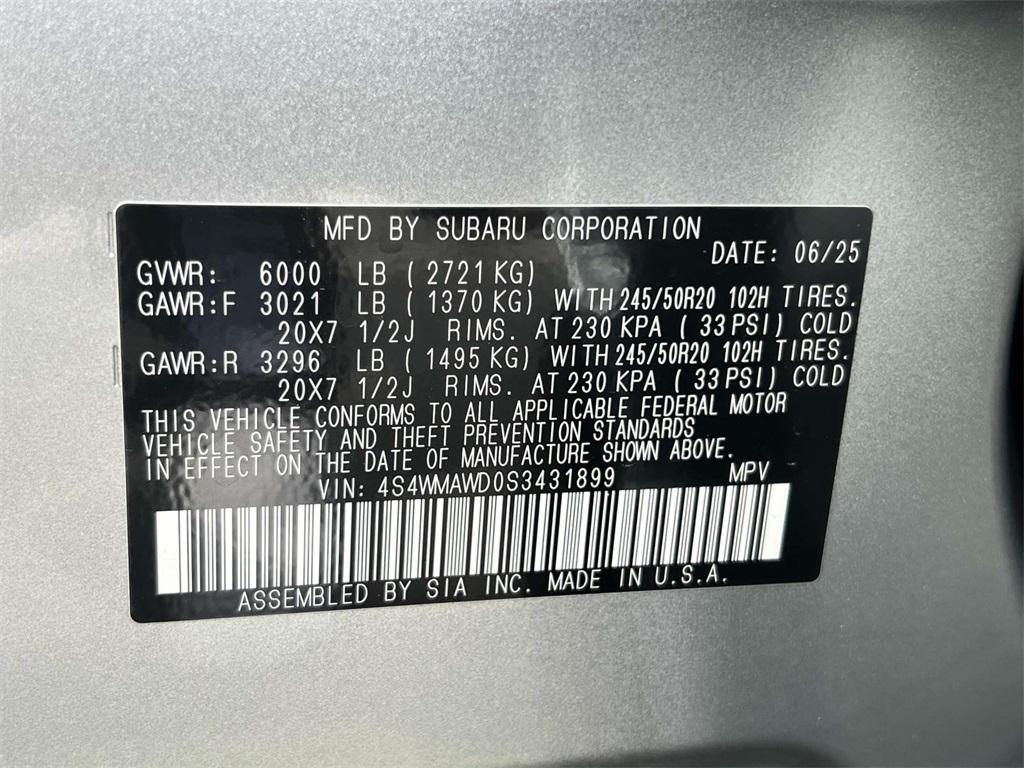 MFD BY SUBARU CORPORATION
DATE: 06/25
GVWR: 6000 LB ( 2721 KG)
GAWR:F 3021 LB ( 1370 KG) WITH 245/50R20 102H TIRES.
20X7 1/2J RIMS. AT 230 KPA ( 33 PSI) COLD
GAWR:R 3296 LB ( 1495 KG) WITH 245/50R20 102H TIRES.
20X7 1/2J RIMS. AT 230 KPA ( 33 PSI) COLD
THIS VEHICLE CONFORMS TO ALL APPLICABLE FEDERAL MOTOR
VEHICLE SAFETY AND THEFT PREVENTION STANDARDS
IN EFFECT ON THE DATE OF MANUFACTURE SHOWN ABOVE.
VIN: 4S4WMAWD0S3431899 MPV
ASSEMBLED BY SIA INC. MADE IN U.S.A.